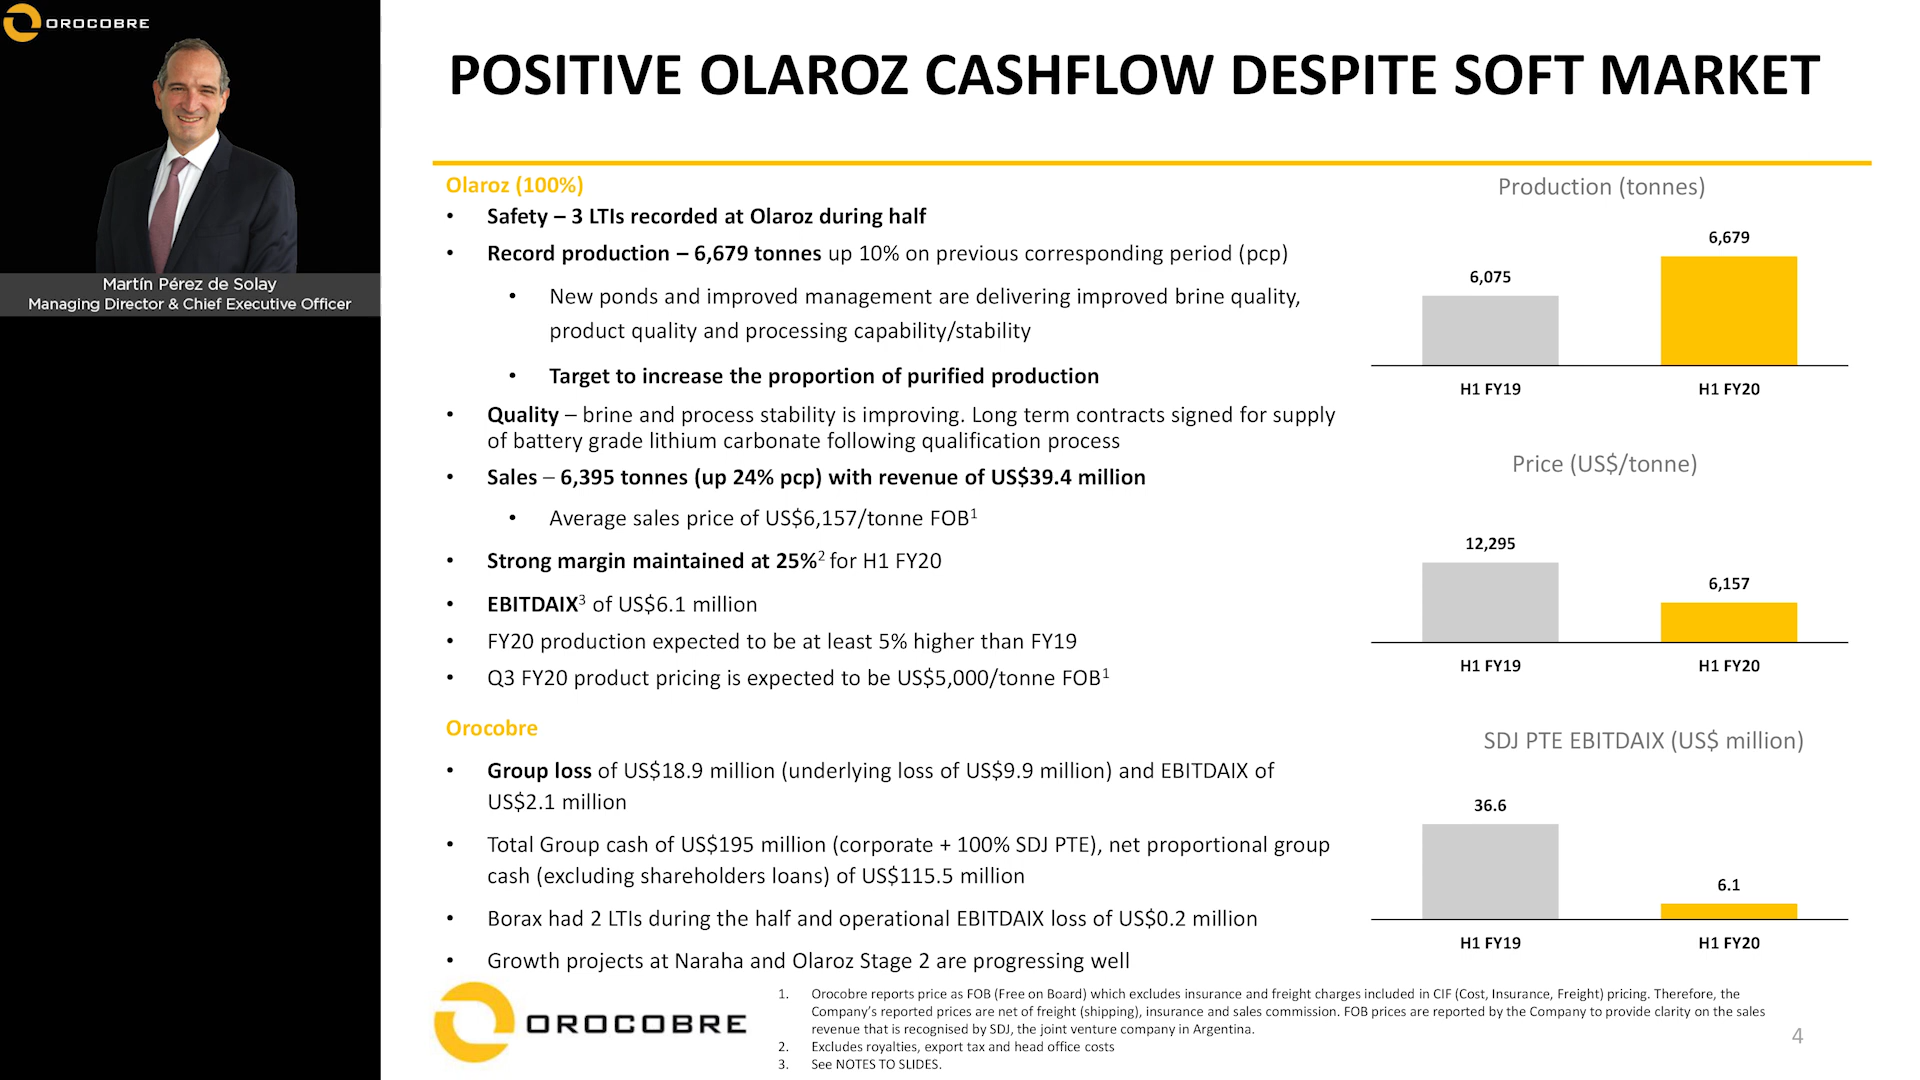 OROCOBRE
Martín Pérez de Solay
Managing Director & Chief Executive Officer
POSITIVE OLAROZ CASHFLOW DESPITE SOFT MARKET
Olaroz (100%)
• Safety – 3 LTIs recorded at Olaroz during half
• Record production – 6,679 tonnes up 10% on previous corresponding period (pcp)
• New ponds and improved management are delivering improved brine quality,
product quality and processing capability/stability
• Target to increase the proportion of purified production
• Quality – brine and process stability is improving. Long term contracts signed for supply
of battery grade lithium carbonate following qualification process
• Sales – 6,395 tonnes (up 24% pcp) with revenue of US$39.4 million
• Average sales price of US$6,157/tonne FOB¹
• Strong margin maintained at 25%² for H1 FY20
• EBITDAIX³ of US$6.1 million
• FY20 production expected to be at least 5% higher than FY19
• Q3 FY20 product pricing is expected to be US$5,000/tonne FOB¹
Orocobre
• Group loss of US$18.9 million (underlying loss of US$9.9 million) and EBITDAIX of
US$2.1 million
• Total Group cash of US$195 million (corporate + 100% SDJ PTE), net proportional group
cash (excluding shareholders loans) of US$115.5 million
• Borax had 2 LTIs during the half and operational EBITDAIX loss of US$0.2 million
• Growth projects at Naraha and Olaroz Stage 2 are progressing well
Production (tonnes)
6,075
6,679
H1 FY19
H1 FY20
Price (US$/tonne)
12,295
6,157
H1 FY19
H1 FY20
SDJ PTE EBITDAIX (US$ million)
36.6
6.1
H1 FY19
H1 FY20
OROCOBRE
1. Orocobre reports price as FOB (Free on Board) which excludes insurance and freight charges included in CIF (Cost, Insurance, Freight) pricing. Therefore, the
Company's reported prices are net of freight (shipping), insurance and sales commission. FOB prices are reported by the Company to provide clarity on the sales
revenue that is recognised by SDJ, the joint venture company in Argentina.
2. Excludes royalties, export tax and head office costs
3. See NOTES TO SLIDES.
4